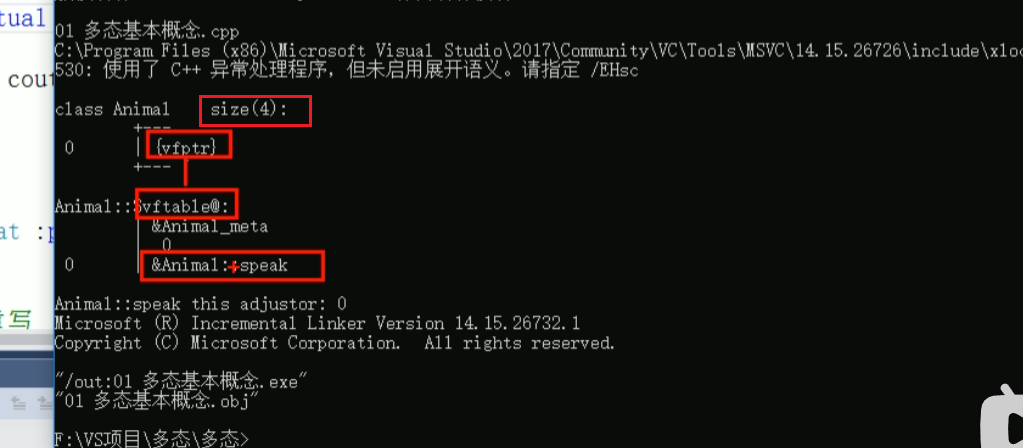 tual
cout
at :p
写
01 多态基本概念.cpp
C:\Program Files (x86)\Microsoft Visual Studio\2017\Community\VC\Tools\MSVC\14.15.26726\include\xloc
530: 使用了 C++ 异常处理程序，但未启用展开语义。请指定 /EHsc
class Animal    size(4):
+---
0      | {vfptr}
+---
Animal::$vftable@:
| &Animal_meta
|  0
0      | &Animal::speak
Animal::speak this adjustor: 0
Microsoft (R) Incremental Linker Version 14.15.26732.1
Copyright (C) Microsoft Corporation.  All rights reserved.
"/out:01 多态基本概念.exe"
"01 多态基本概念.obj"
F:\VS项目\多态\多态>